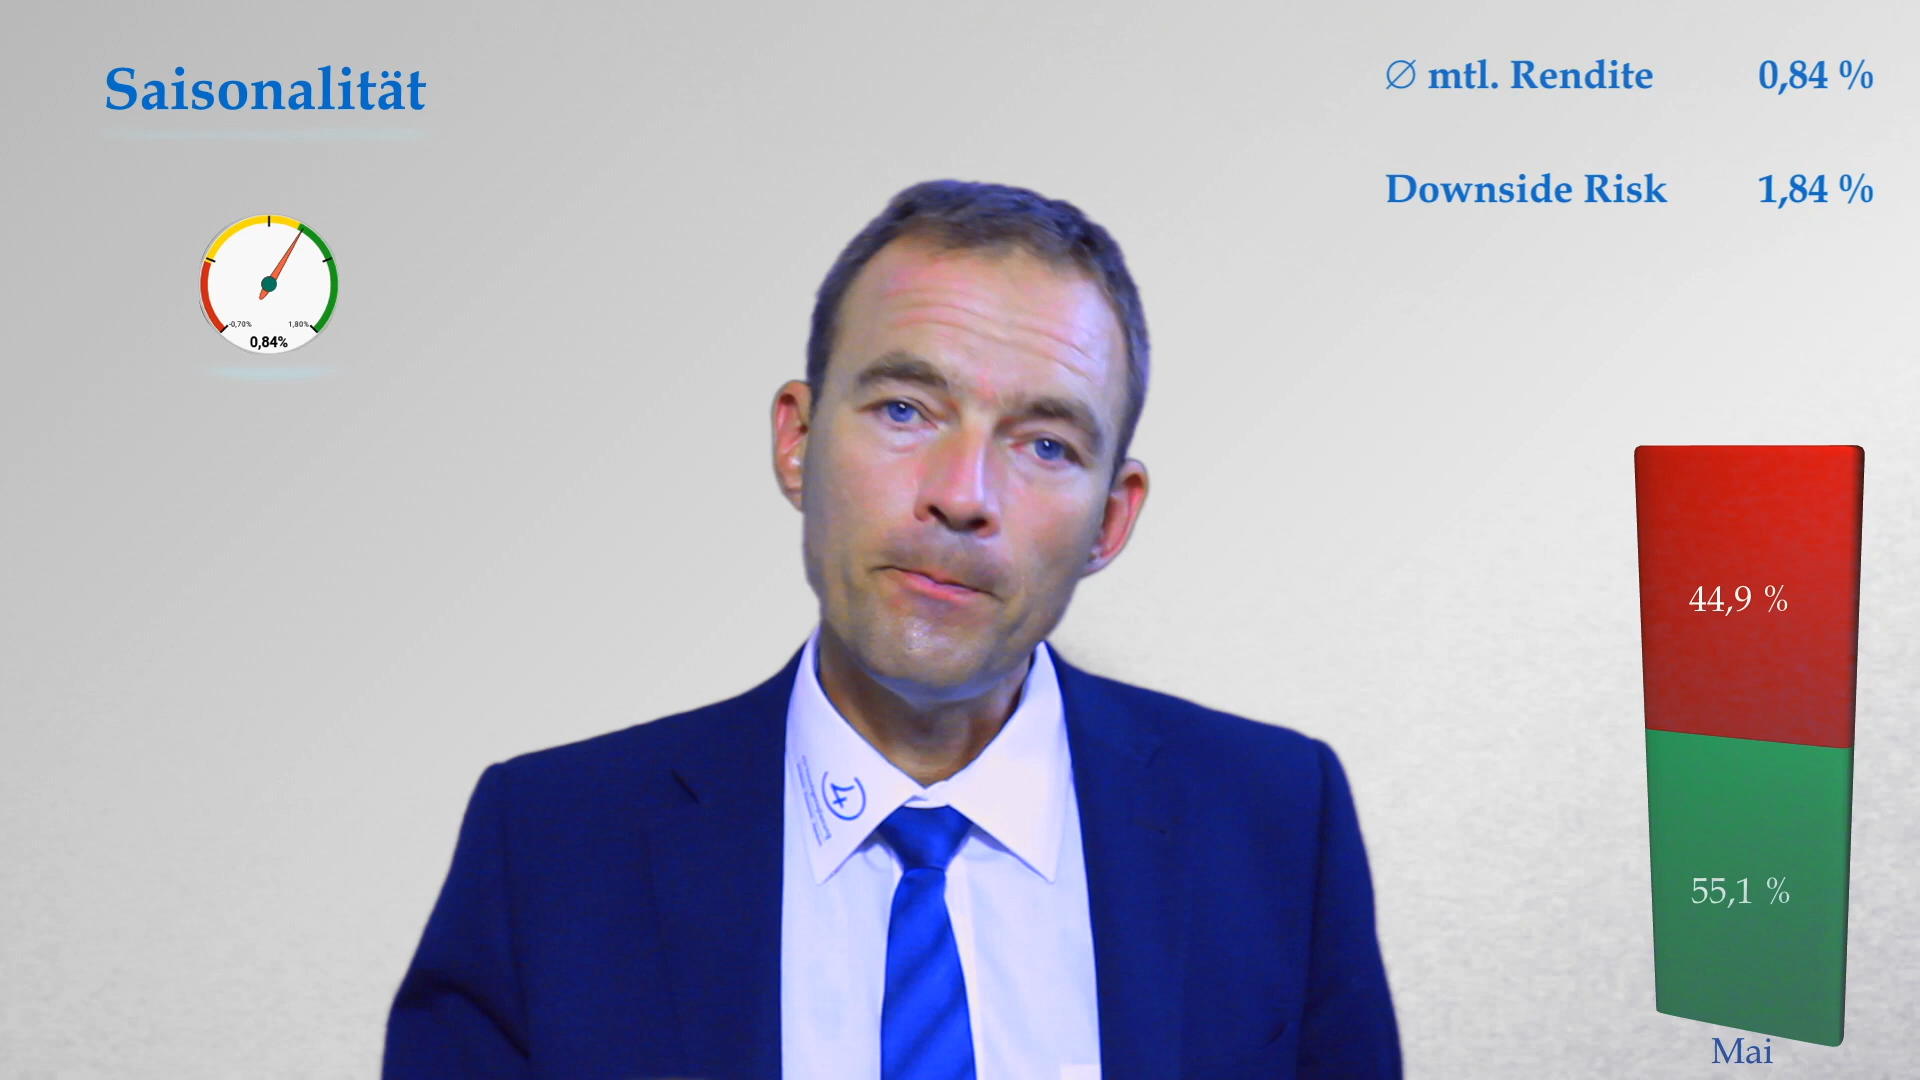 Saisonalität
∅ mtl. Rendite 0,84 %
Downside Risk 1,84 %
-0,70% 1,80%
0,84%
44,9 %
55,1 %
Mai